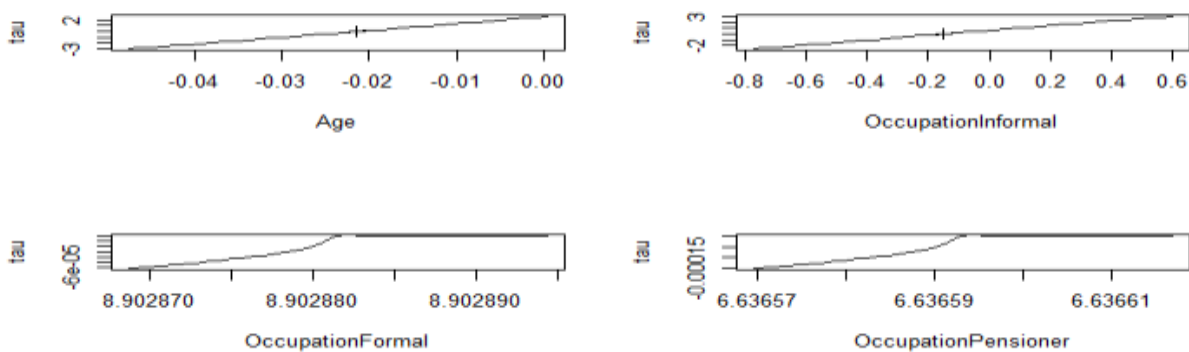 tau
2
-3
-0.04 -0.03 -0.02 -0.01 0.00
Age
tau
3
-2
-0.8 -0.6 -0.4 -0.2 0.0 0.2 0.4 0.6
OccupationInformal
tau
-6e-05
8.902870 8.902880 8.902890
OccupationFormal
tau
-0.00015
6.63657 6.63659 6.63661
OccupationPensioner